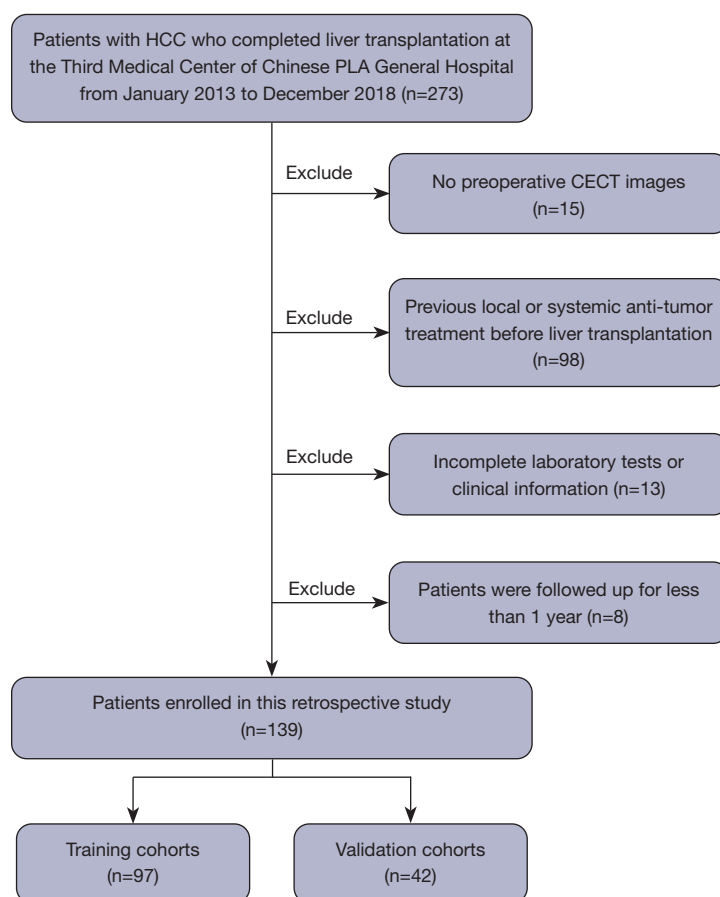 Patients with HCC who completed liver transplantation at
the Third Medical Center of Chinese PLA General Hospital
from January 2013 to December 2018 (n=273)
Exclude
No preoperative CECT images
(n=15)
Exclude
Previous local or systemic anti-tumor
treatment before liver transplantation
(n=98)
Exclude
Incomplete laboratory tests or
clinical information (n=13)
Exclude
Patients were followed up for less
than 1 year (n=8)
Patients enrolled in this retrospective study
(n=139)
Training cohorts
(n=97)
Validation cohorts
(n=42)